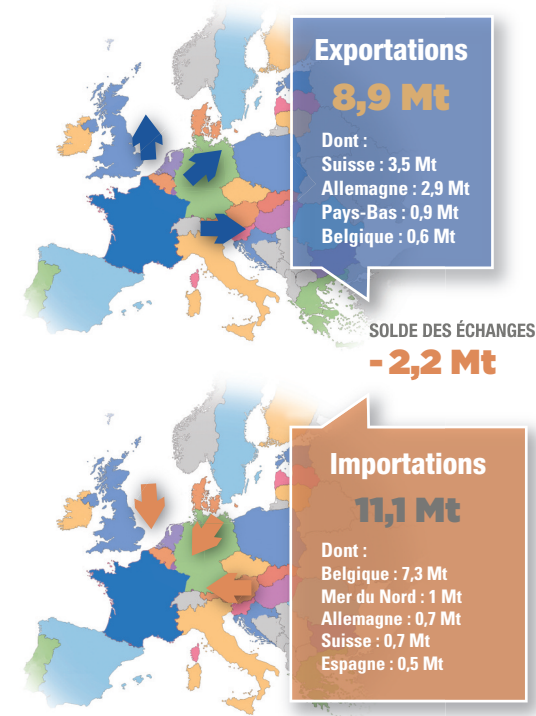 Exportations
8,9 Mt
Dont :
Suisse : 3,5 Mt
Allemagne : 2,9 Mt
Pays-Bas : 0,9 Mt
Belgique : 0,6 Mt
SOLDE DES ÉCHANGES
- 2,2 Mt
Importations
11,1 Mt
Dont :
Belgique : 7,3 Mt
Mer du Nord : 1 Mt
Allemagne : 0,7 Mt
Suisse : 0,7 Mt
Espagne : 0,5 Mt